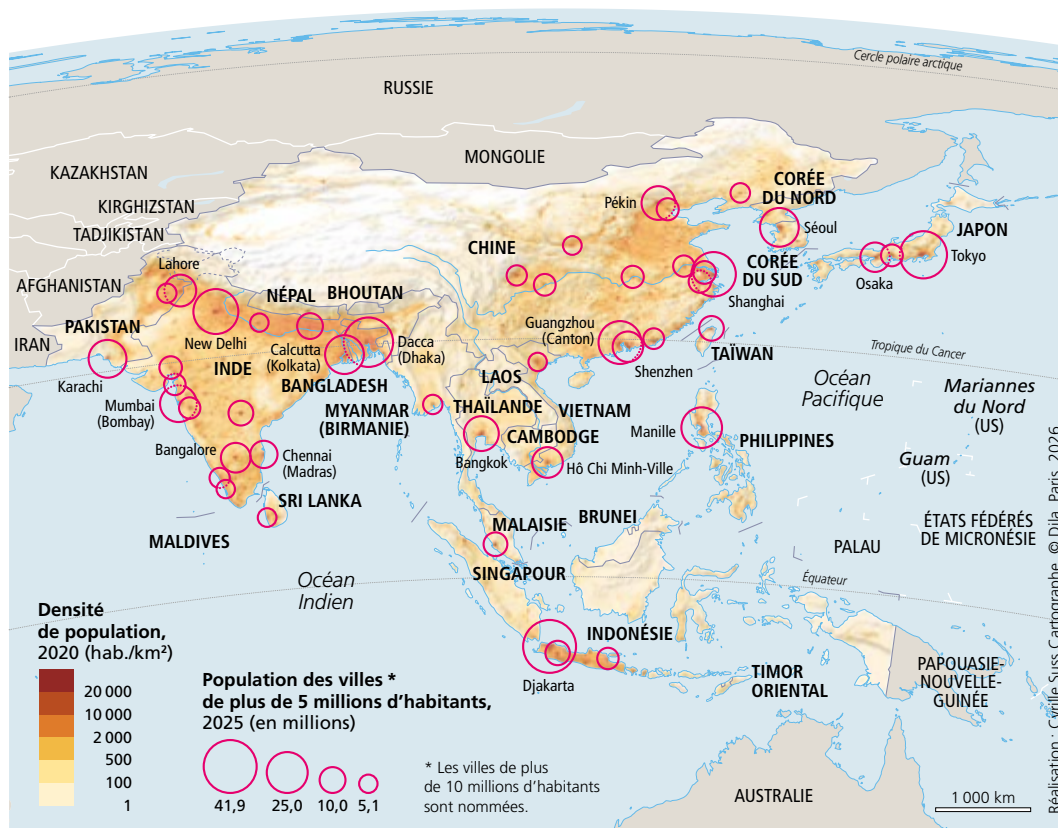 Cercle polaire arctique
RUSSIE
MONGOLIE
KAZAKHSTAN
KIRGHIZSTAN
TADJIKISTAN
AFGHANISTAN
IRAN
PAKISTAN
Lahore
Karachi
New Delhi
NÉPAL
BHOUTAN
CHINE
Pékin
CORÉE
DU NORD
Séoul
CORÉE
DU SUD
JAPON
Tokyo
Osaka
Shanghai
Guangzhou
(Canton)
Shenzhen
TAÏWAN
Tropique du Cancer
INDE
Calcutta
(Kolkata)
Dacca
(Dhaka)
BANGLADESH
Mumbai
(Bombay)
Bangalore
Chennai
(Madras)
SRI LANKA
MALDIVES
MYANMAR
(BIRMANIE)
LAOS
THAÏLANDE
Bangkok
CAMBODGE
VIETNAM
Hô Chi Minh-Ville
Manille
PHILIPPINES
Océan
Pacifique
Mariannes
du Nord
(US)
Guam
(US)
ÉTATS FÉDÉRÉS
DE MICRONÉSIE
PALAU
BRUNEI
MALAISIE
SINGAPOUR
Océan
Indien
Équateur
INDONÉSIE
Djakarta
TIMOR
ORIENTAL
PAPOUASIE-
NOUVELLE-
GUINÉE
AUSTRALIE
Densité
de population,
2020 (hab./km²)
20 000
10 000
2 000
500
100
1
Population des villes *
de plus de 5 millions d’habitants,
2025 (en millions)
41,9
25,0
10,0
5,1
* Les villes de plus
de 10 millions d’habitants
sont nommées.
1 000 km
Réalisation : Cyrille Suss Cartographe. © Dila, Paris, 2026